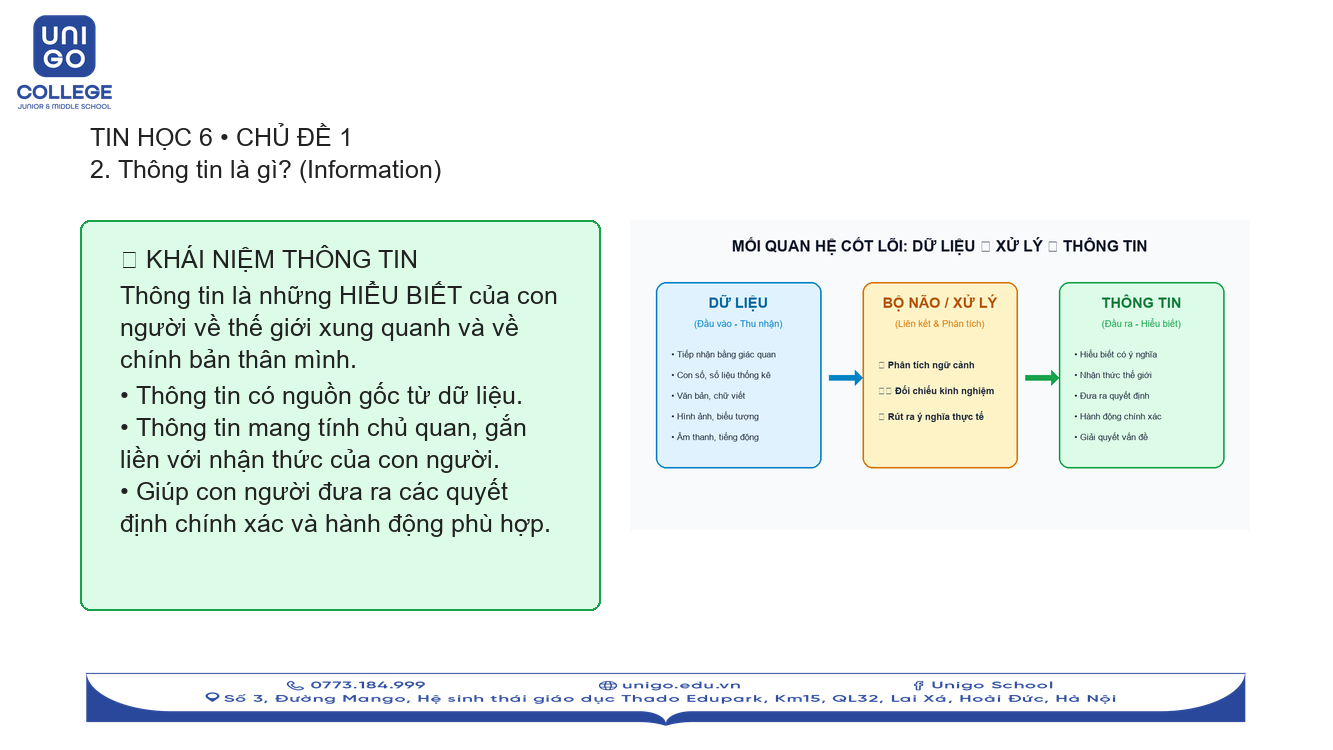 UNI
GO
COLLEGE
JUNIOR & MIDDLE SCHOOL
TIN HỌC 6 • CHỦ ĐỀ 1
2. Thông tin là gì? (Information)
KHÁI NIỆM THÔNG TIN
Thông tin là những HIỂU BIẾT của con
người về thế giới xung quanh và về
chính bản thân mình.
• Thông tin có nguồn gốc từ dữ liệu.
• Thông tin mang tính chủ quan, gắn
liền với nhận thức của con người.
• Giúp con người đưa ra các quyết
định chính xác và hành động phù hợp.
MỐI QUAN HỆ CỐT LÕI: DỮ LIỆU XỬ LÝ THÔNG TIN
DỮ LIỆU
(Đầu vào - Thu nhận)
• Tiếp nhận bằng giác quan
• Con số, số liệu thống kê
• Văn bản, chữ viết
• Hình ảnh, biểu tượng
• Âm thanh, tiếng động
BỘ NÃO / XỬ LÝ
(Liên kết & Phân tích)
Phân tích ngữ cảnh
Đối chiếu kinh nghiệm
Rút ra ý nghĩa thực tế
THÔNG TIN
(Đầu ra - Hiểu biết)
• Hiểu biết có ý nghĩa
• Nhận thức thế giới
• Đưa ra quyết định
• Hành động chính xác
• Giải quyết vấn đề
0773.184.999
unigo.edu.vn
Unigo School
Số 3, Đường Mango, Hệ sinh thái giáo dục Thado Edupark, Km15, QL32, Lai Xá, Hoài Đức, Hà Nội